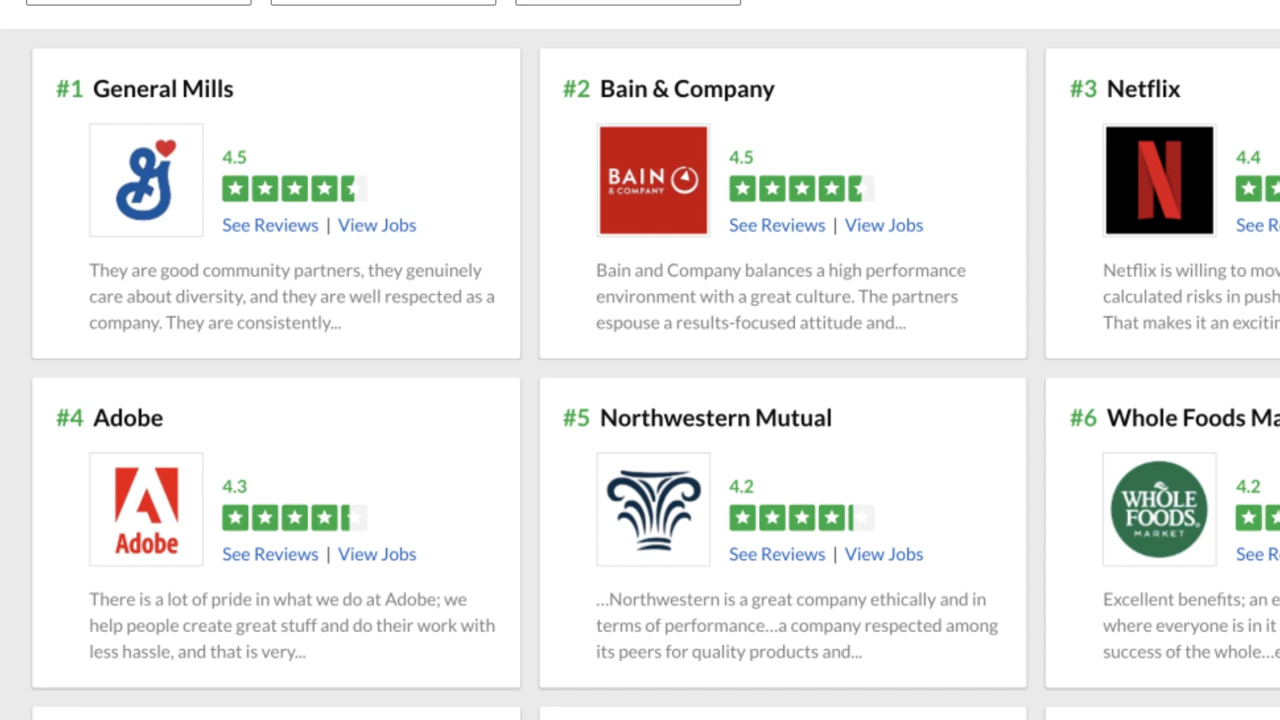 #1 General Mills
4.5
See Reviews | View Jobs
They are good community partners, they genuinely
care about diversity, and they are well respected as a
company. They are consistently...
#2 Bain & Company
BAIN
& COMPANY
4.5
See Reviews | View Jobs
Bain and Company balances a high performance
environment with a great culture. The partners
espouse a results-focused attitude and...
#3 Netflix
N
4.4
See
Netflix is willing to
calculated risks in
That makes it an
#4 Adobe
Adobe
4.3
See Reviews | View Jobs
There is a lot of pride in what we do at Adobe; we
help people create great stuff and do their work with
less hassle, and that is very...
#5 Northwestern Mutual
4.2
See Reviews | View Jobs
...Northwestern is a great company ethically and in
terms of performance...a company respected among
its peers for quality products and...
#6 Whole Foods
WHOLE
FOODS
MARKET
4.2
See
Excellent benefits; an
where everyone is in it
success of the whole...